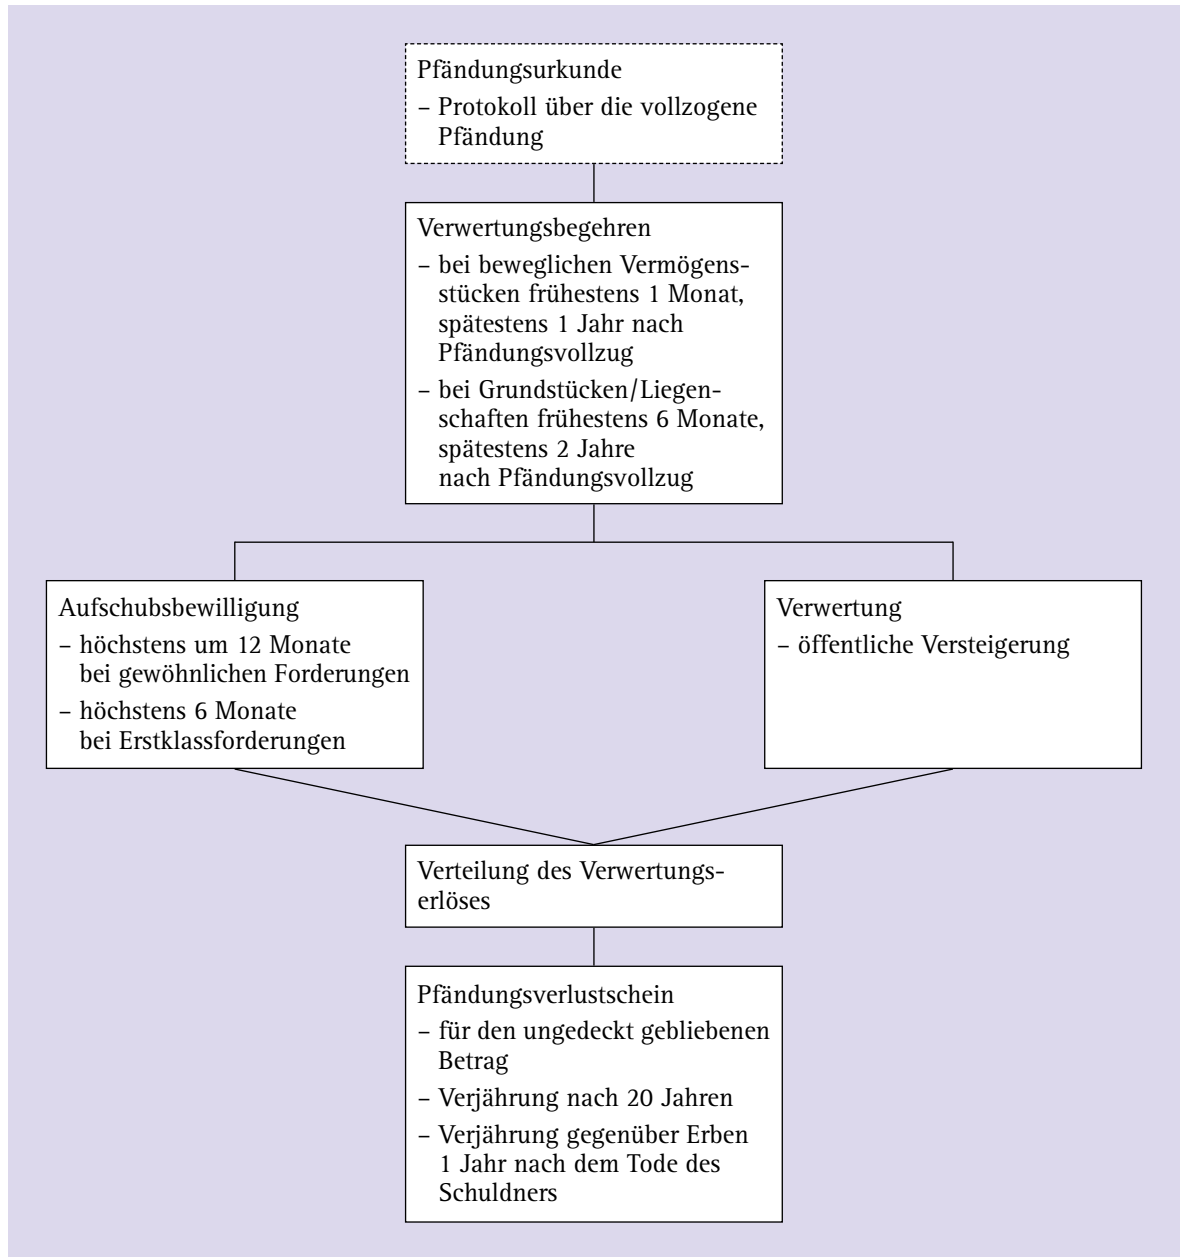 Pfändungsurkunde
– Protokoll über die vollzogene
Pfändung
Verwertungsbegehren
– bei beweglichen Vermögens-
stücken frühestens 1 Monat,
spätestens 1 Jahr nach
Pfändungsvollzug
– bei Grundstücken/Liegen-
schaften frühestens 6 Monate,
spätestens 2 Jahre
nach Pfändungsvollzug
Aufschubsbewilligung
– höchstens um 12 Monate
bei gewöhnlichen Forderungen
– höchstens 6 Monate
bei Erstklassforderungen
Verwertung
– öffentliche Versteigerung
Verteilung des Verwertungs-
erlöses
Pfändungsverlustschein
– für den ungedeckt gebliebenen
Betrag
– Verjährung nach 20 Jahren
– Verjährung gegenüber Erben
1 Jahr nach dem Tode des
Schuldners